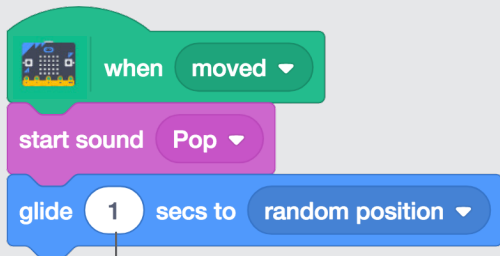 when moved
start sound Pop
glide 1 secs to random position